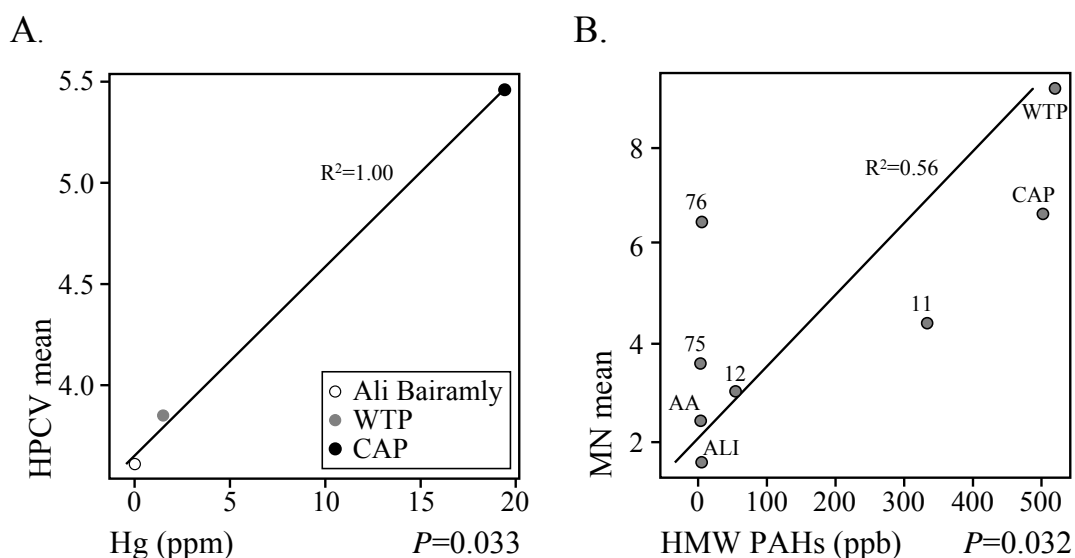 A.
5.5
5.0
4.5
4.0
HPCV mean
R²=1.00
Ali Bairamly
WTP
CAP
0 5 10 15 20
Hg (ppm) P=0.033
B.
8
6
4
2
MN mean
R²=0.56
WTP
CAP
76
11
75
12
AA
ALI
0 100 200 300 400 500
HMW PAHs (ppb) P=0.032